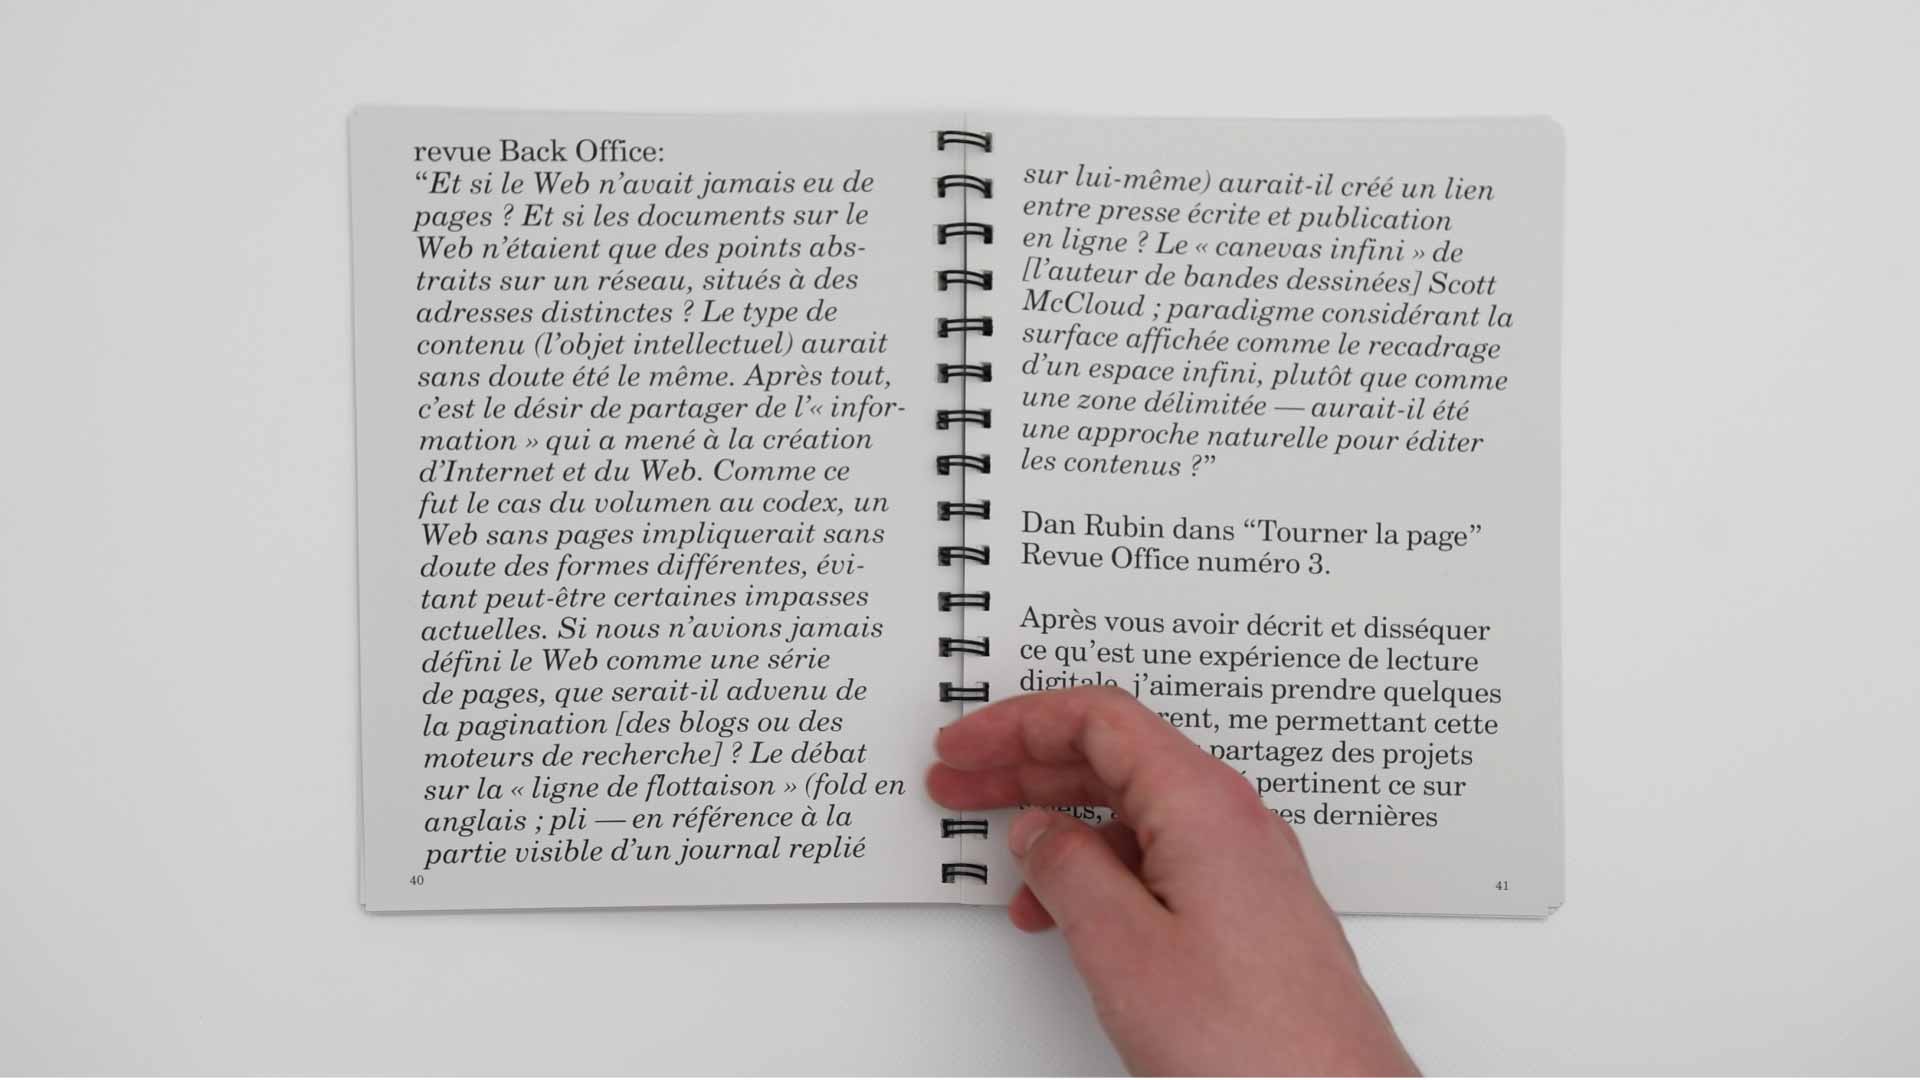 revue Back Office:
“Et si le Web n’avait jamais eu de
pages ? Et si les documents sur le
Web n’étaient que des points abs-
traits sur un réseau, situés à des
adresses distinctes ? Le type de
contenu (l’objet intellectuel) aurait
sans doute été le même. Après tout,
c’est le désir de partager de l’« infor-
mation » qui a mené à la création
d’Internet et du Web. Comme ce
fut le cas du volumen au codex, un
Web sans pages impliquerait sans
doute des formes différentes, évi-
tant peut-être certaines impasses
actuelles. Si nous n’avions jamais
défini le Web comme une série
de pages, que serait-il advenu de
la pagination [des blogs ou des
moteurs de recherche] ? Le débat
sur la « ligne de flottaison » (fold en
anglais ; pli — en référence à la
partie visible d’un journal replié
40
sur lui-même) aurait-il créé un lien
entre presse écrite et publication
en ligne ? Le « canevas infini » de
[l’auteur de bandes dessinées] Scott
McCloud ; paradigme considérant la
surface affichée comme le recadrage
d’un espace infini, plutôt que comme
une zone délimitée — aurait-il été
une approche naturelle pour éditer
les contenus ?”
Dan Rubin dans “Tourner la page”
Revue Office numéro 3.
Après vous avoir décrit et disséquer
ce qu’est une expérience de lecture
digitale, j’aimerais prendre quelques
me permettant cette
partagez des projets
pertinent ce sur
dernières
41